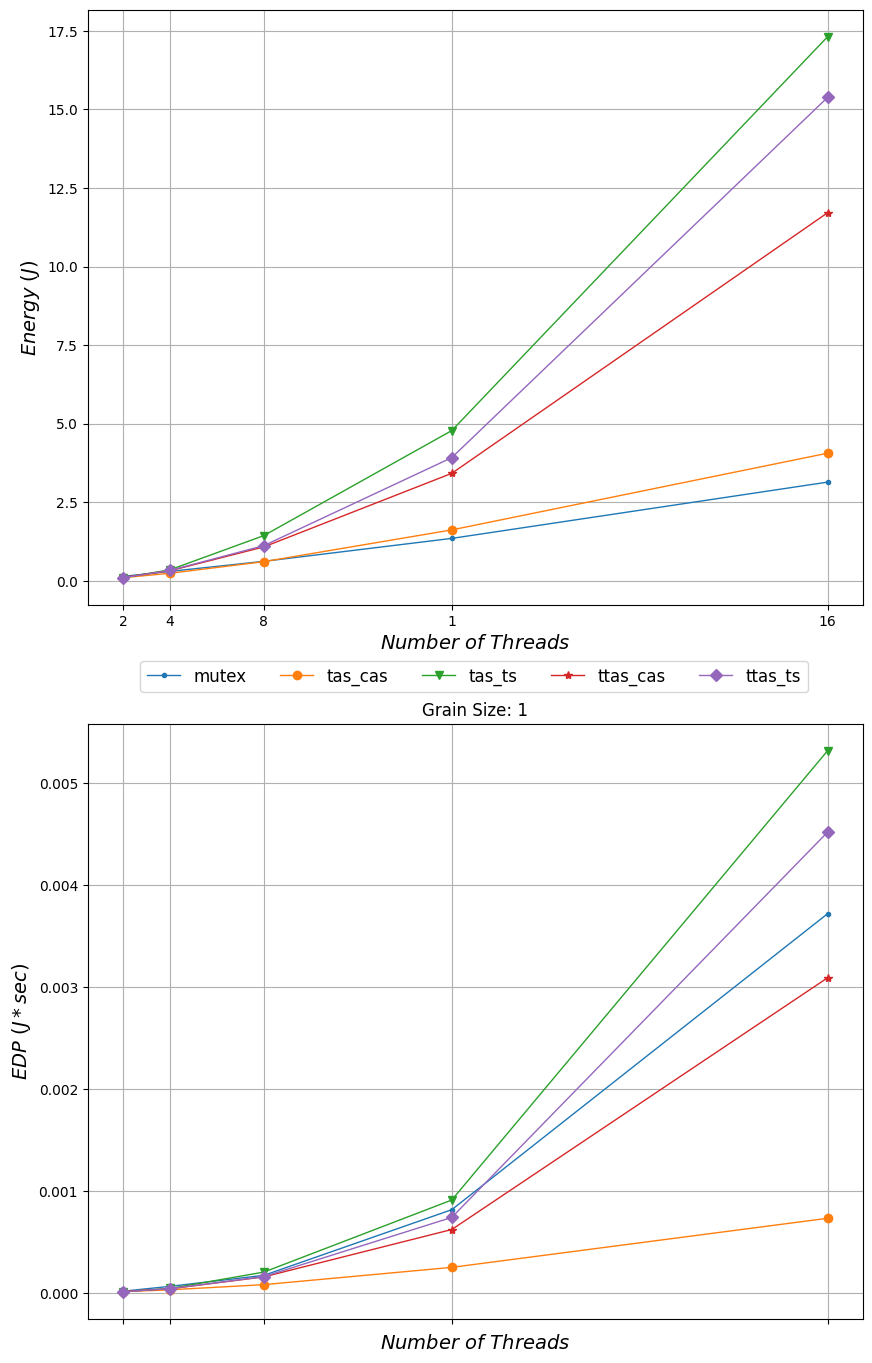 17.5
15.0
12.5
10.0
7.5
5.0
2.5
0.0
Energy (J)
2 4 8 1 16
Number of Threads
mutex tas_cas tas_ts ttas_cas ttas_ts
Grain Size: 1
0.005
0.004
0.003
0.002
0.001
0.000
EDP (J * sec)
Number of Threads